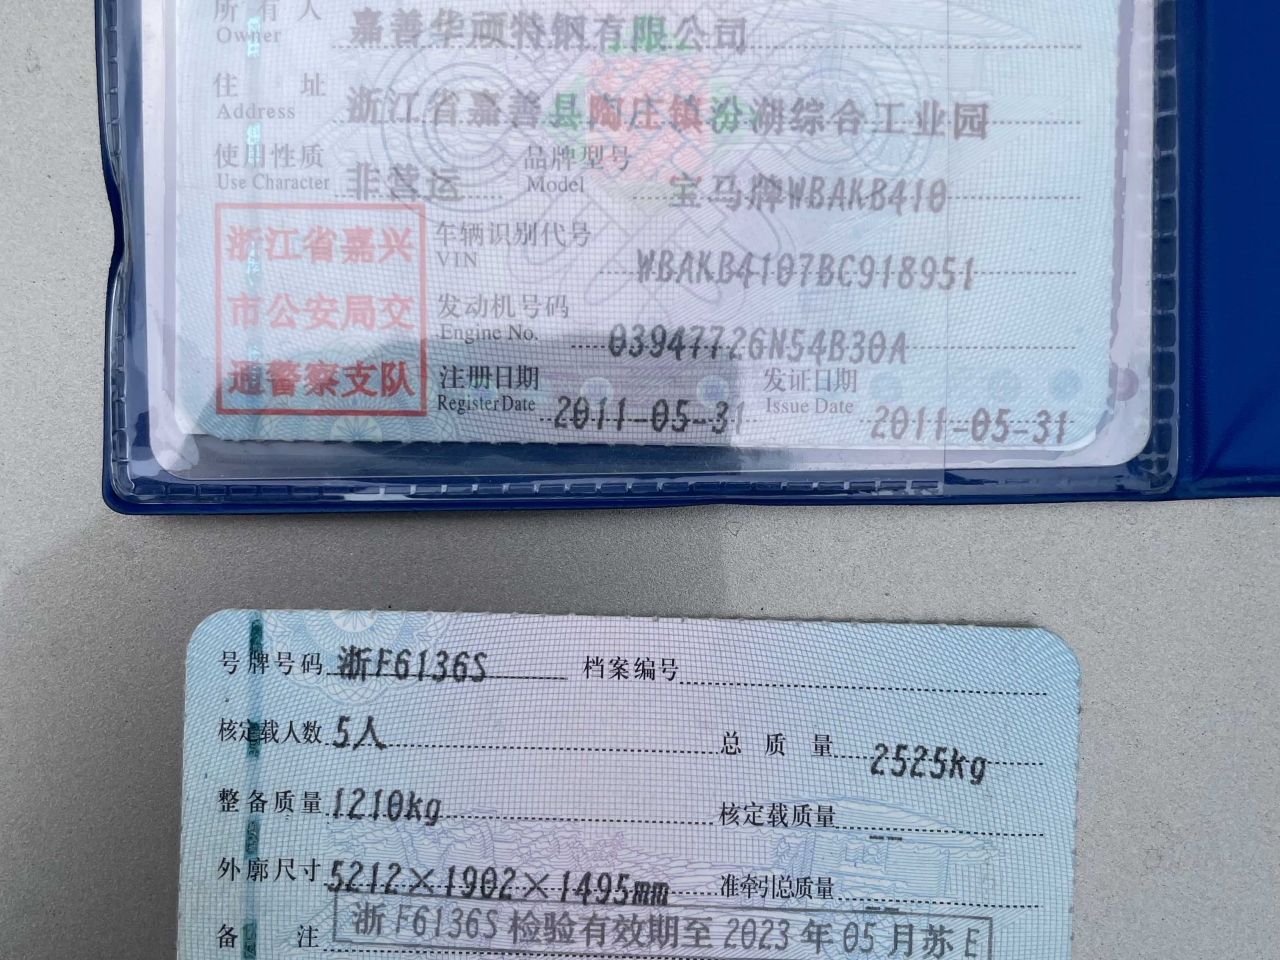 所 有 人 嘉善华顽特钢有限公司
Owner
住 址 浙江省嘉善县陶庄镇汾湖综合工业园
Address
使用性质 非营运 品牌型号 宝马牌WBAKB410
Use Character Model
浙江省嘉兴
市公安局交
通警察支队
车辆识别代号 WBAKB4107BC918951
VIN
发动机号码 03947726N54B30A
Engine No.
注册日期 2011-05-31 发证日期 2011-05-31
Register Date Issue Date
号牌号码 浙F6136S 档案编号
核定载人数 5人 总 质 量 2525kg
整备质量 1210kg 核定载质量 --
外廓尺寸 5212×1902×1495mm 准牵引总质量 --
备 注 浙F6136S 检验有效期至 2023 年 05 月苏 E